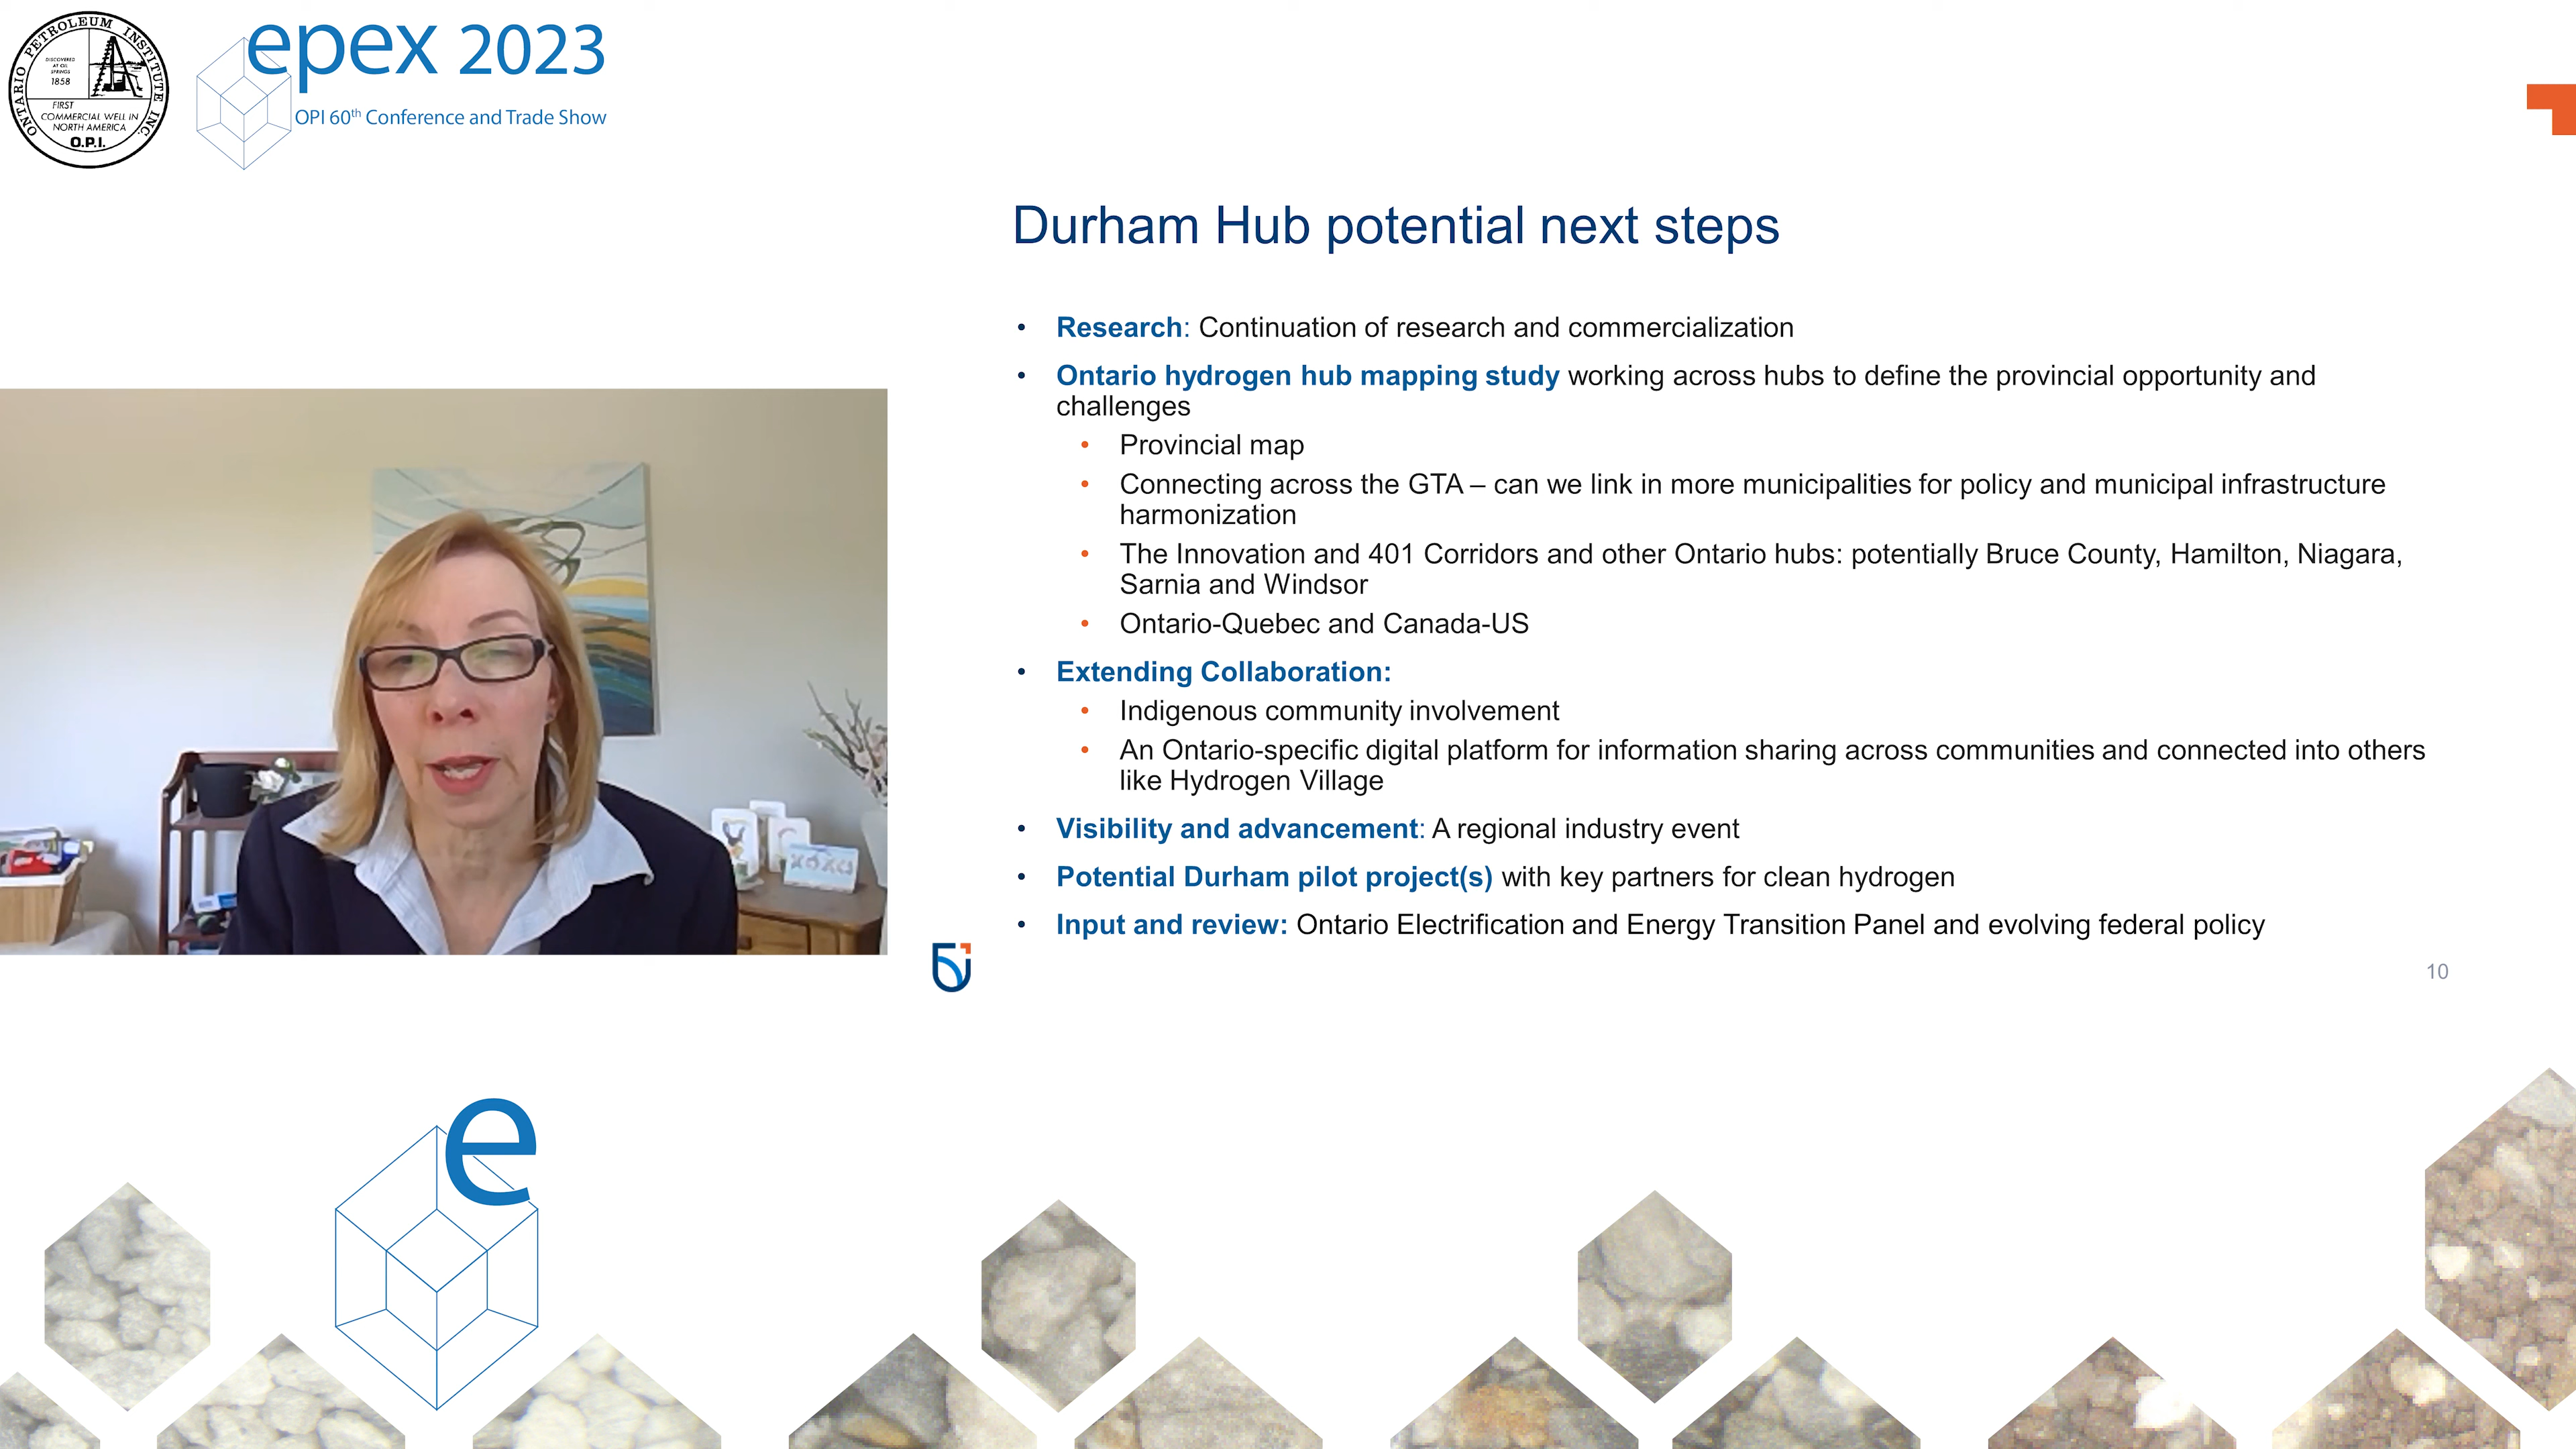 ONTARIO PETROLEUM INSTITUTE INC.
DISCOVERED
AT OIL
SPRINGS
1858
FIRST
COMMERCIAL WELL IN
NORTH AMERICA
O.P.I.
epex 2023
OPI 60th Conference and Trade Show
Durham Hub potential next steps
• Research: Continuation of research and commercialization
• Ontario hydrogen hub mapping study working across hubs to define the provincial opportunity and
challenges
• Provincial map
• Connecting across the GTA – can we link in more municipalities for policy and municipal infrastructure
harmonization
• The Innovation and 401 Corridors and other Ontario hubs: potentially Bruce County, Hamilton, Niagara,
Sarnia and Windsor
• Ontario-Quebec and Canada-US
• Extending Collaboration:
• Indigenous community involvement
• An Ontario-specific digital platform for information sharing across communities and connected into others
like Hydrogen Village
• Visibility and advancement: A regional industry event
• Potential Durham pilot project(s) with key partners for clean hydrogen
• Input and review: Ontario Electrification and Energy Transition Panel and evolving federal policy
10
e